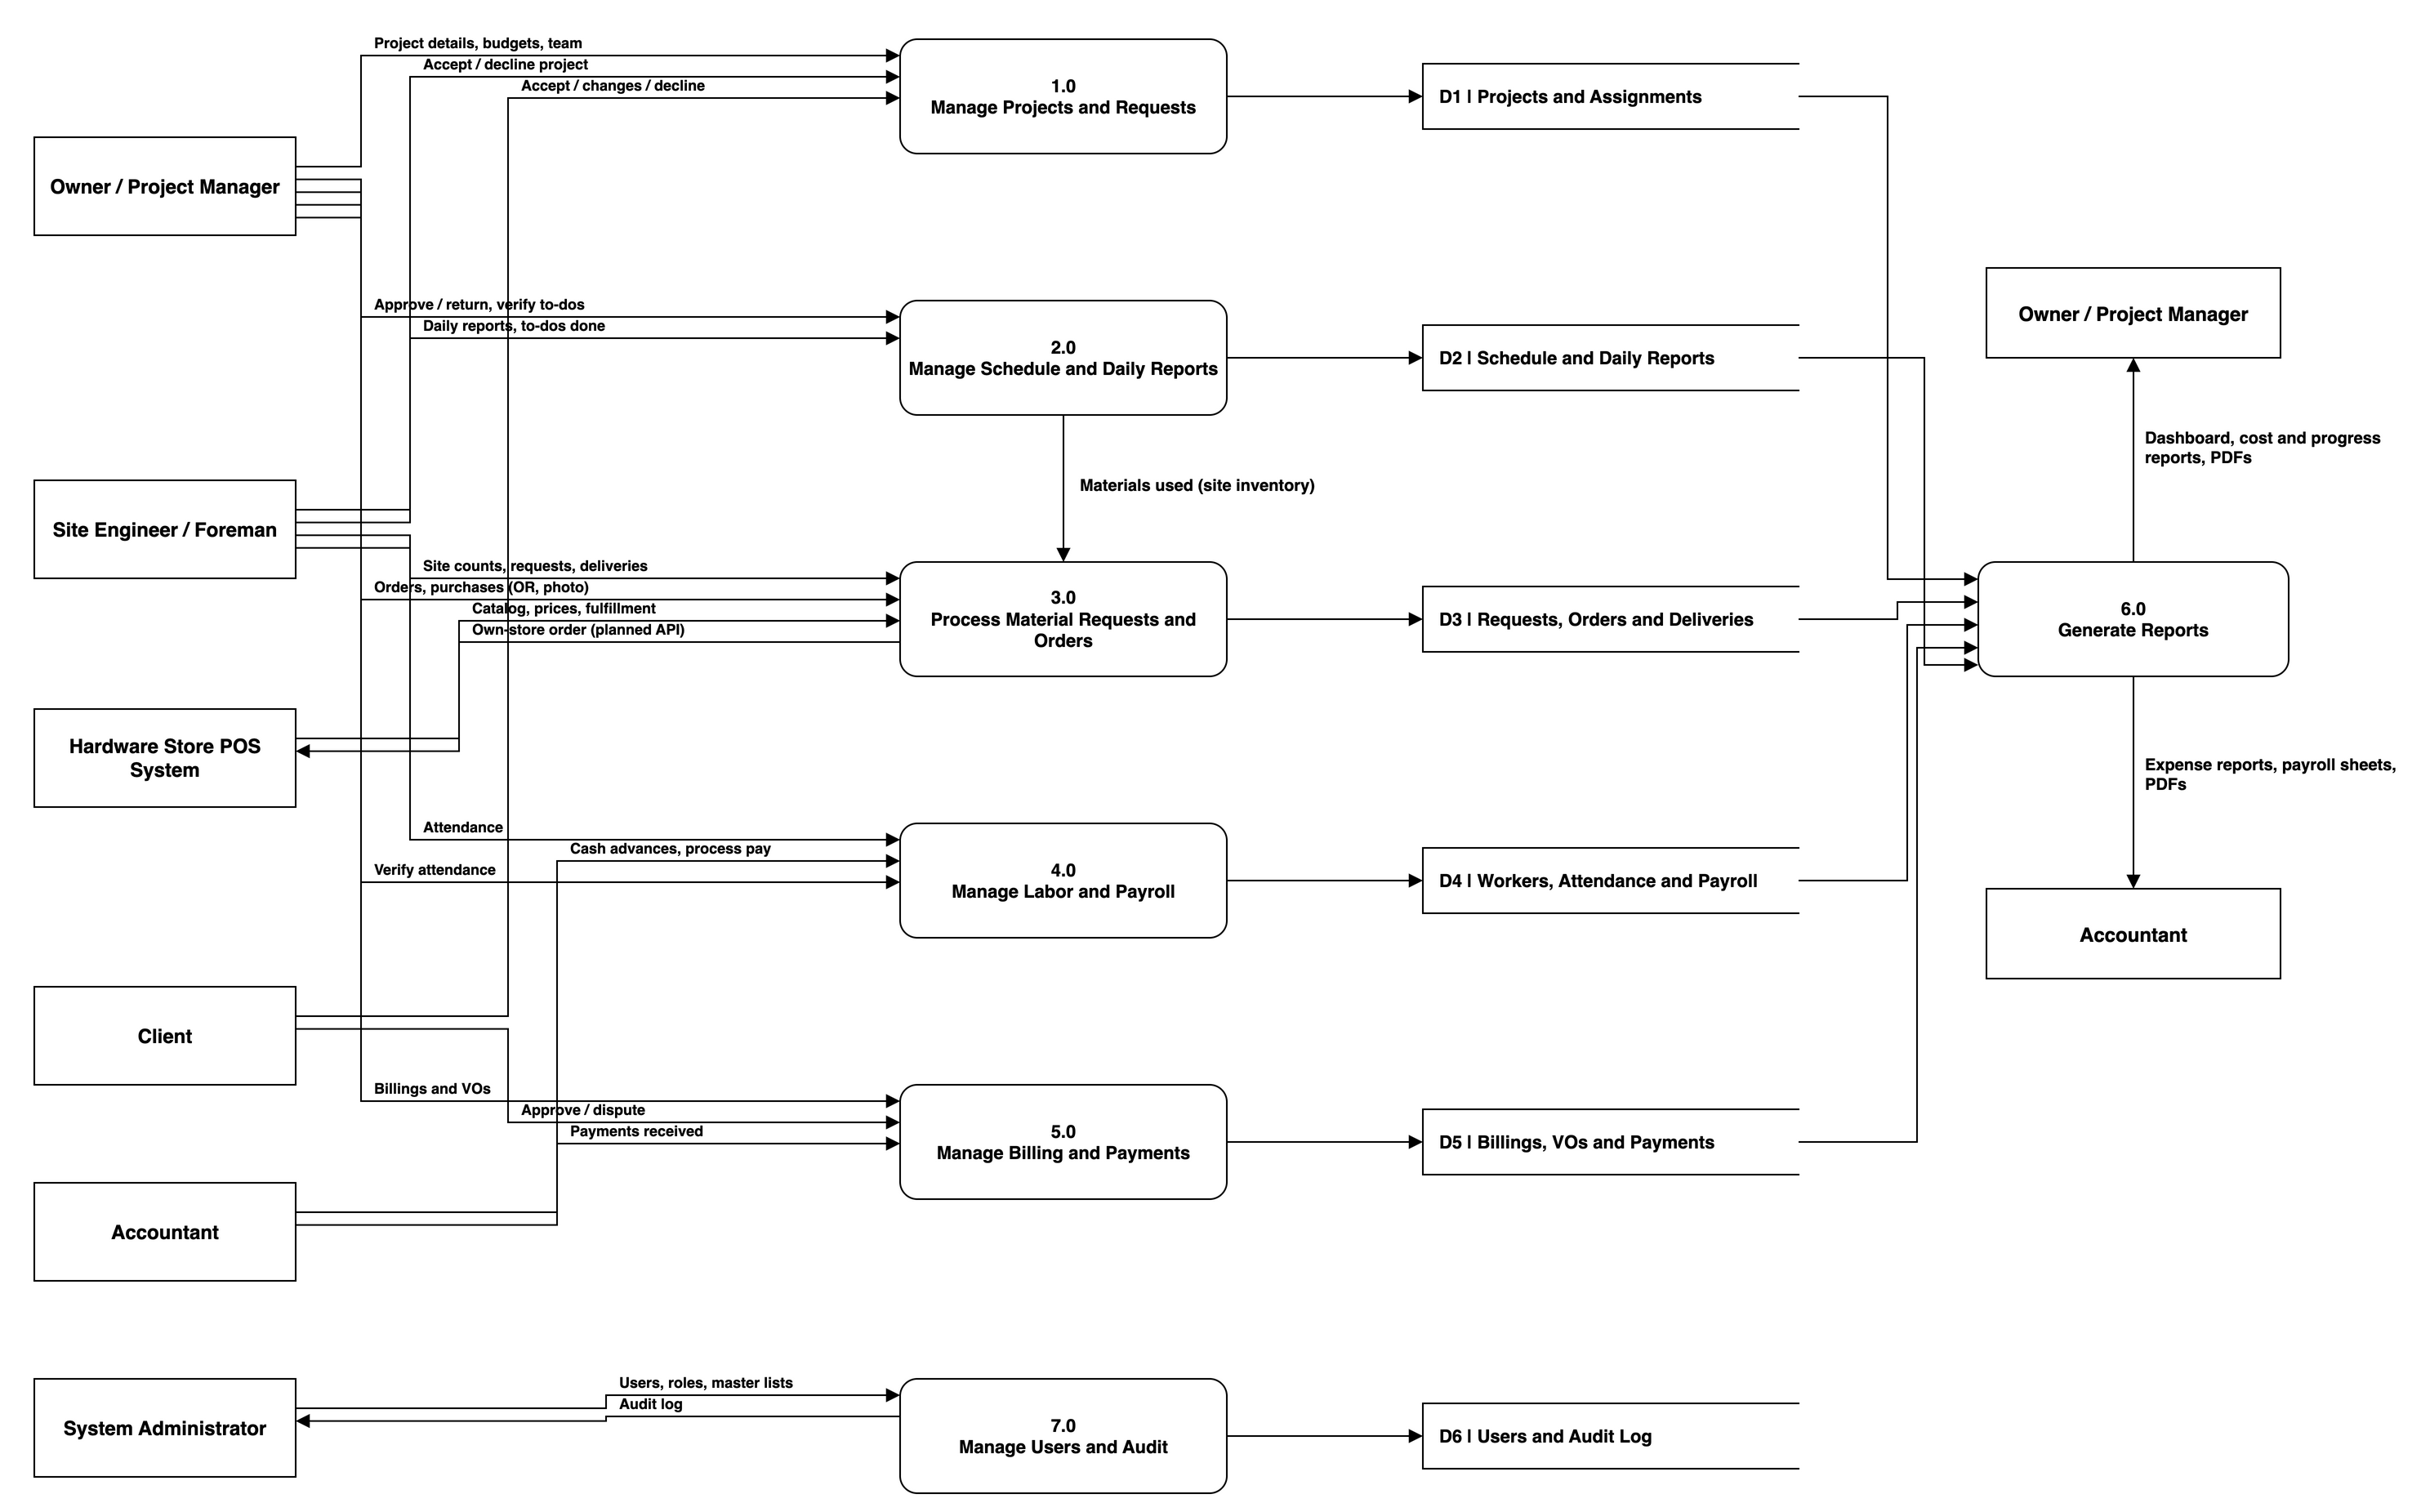 Project details, budgets, team
Accept / decline project
Accept / changes / decline
1.0
Manage Projects and Requests
D1 | Projects and Assignments
Owner / Project Manager
Approve / return, verify to-dos
Daily reports, to-dos done
2.0
Manage Schedule and Daily Reports
D2 | Schedule and Daily Reports
Owner / Project Manager
Dashboard, cost and progress
reports, PDFs
Materials used (site inventory)
Site Engineer / Foreman
Site counts, requests, deliveries
Orders, purchases (OR, photo)
Catalog, prices, fulfillment
Own-store order (planned API)
3.0
Process Material Requests and
Orders
D3 | Requests, Orders and Deliveries
6.0
Generate Reports
Hardware Store POS
System
Expense reports, payroll sheets,
PDFs
Attendance
Cash advances, process pay
Verify attendance
4.0
Manage Labor and Payroll
D4 | Workers, Attendance and Payroll
Accountant
Client
Billings and VOs
Approve / dispute
Payments received
5.0
Manage Billing and Payments
D5 | Billings, VOs and Payments
Accountant
Users, roles, master lists
Audit log
System Administrator
7.0
Manage Users and Audit
D6 | Users and Audit Log